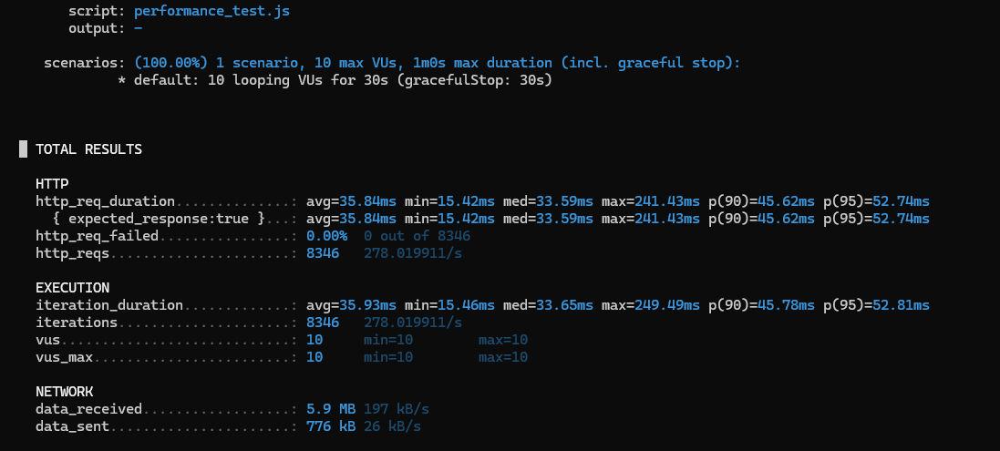 script: performance_test.js
output: -
scenarios: (100.00%) 1 scenario, 10 max VUs, 1m0s max duration (incl. graceful stop):
* default: 10 looping VUs for 30s (gracefulStop: 30s)
TOTAL RESULTS
HTTP
http_req_duration..............: avg=35.84ms min=15.42ms med=33.59ms max=241.43ms p(90)=45.62ms p(95)=52.74ms
{ expected_response:true }...: avg=35.84ms min=15.42ms med=33.59ms max=241.43ms p(90)=45.62ms p(95)=52.74ms
http_req_failed................: 0.00% 0 out of 8346
http_reqs......................: 8346 278.019911/s
EXECUTION
iteration_duration.............: avg=35.93ms min=15.46ms med=33.65ms max=249.49ms p(90)=45.78ms p(95)=52.81ms
iterations.....................: 8346 278.019911/s
vus............................: 10 min=10 max=10
vus_max........................: 10 min=10 max=10
NETWORK
data_received..................: 5.9 MB 197 kB/s
data_sent......................: 776 kB 26 kB/s